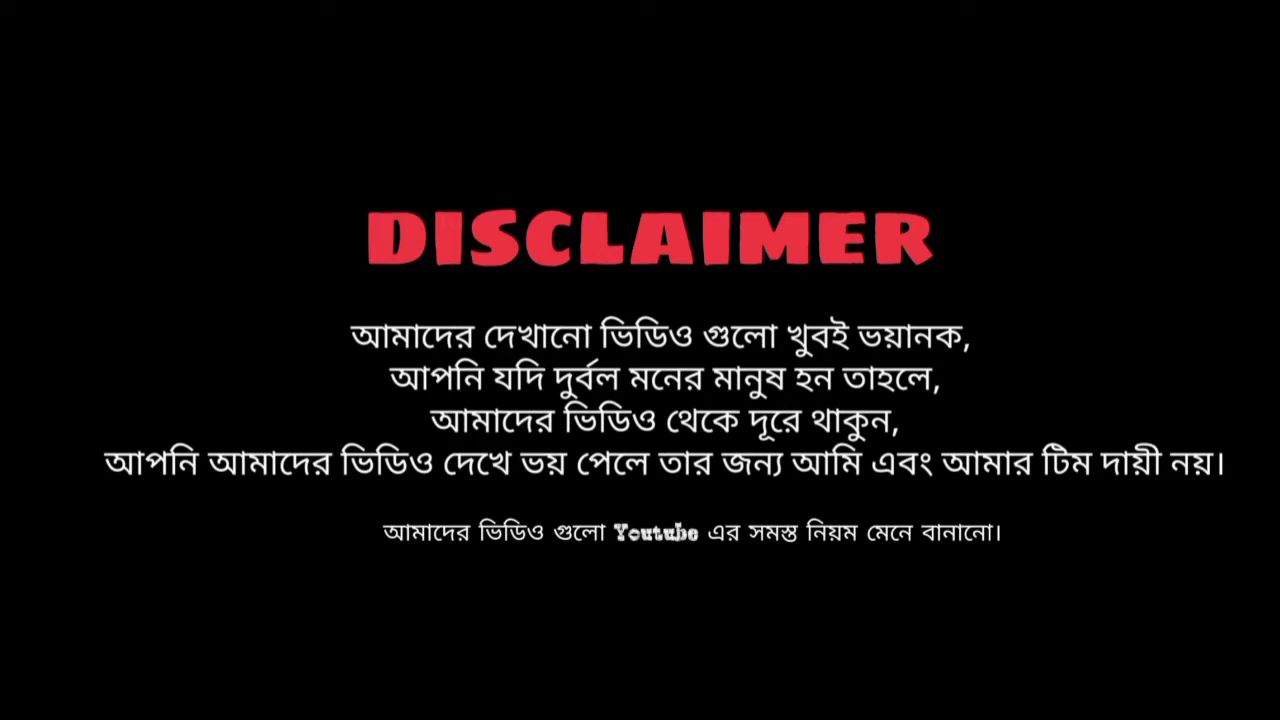 DISCLAIMER
আমাদের দেখানো ভিডিও গুলো খুবই ভয়ানক,
আপনি যদি দুর্বল মনের মানুষ হন তাহলে,
আমাদের ভিডিও থেকে দূরে থাকুন,
আপনি আমাদের ভিডিও দেখে ভয় পেলে তার জন্য আমি এবং আমার টিম দায়ী নয়।
আমাদের ভিডিও গুলো Youtube এর সমস্ত নিয়ম মেনে বানানো।